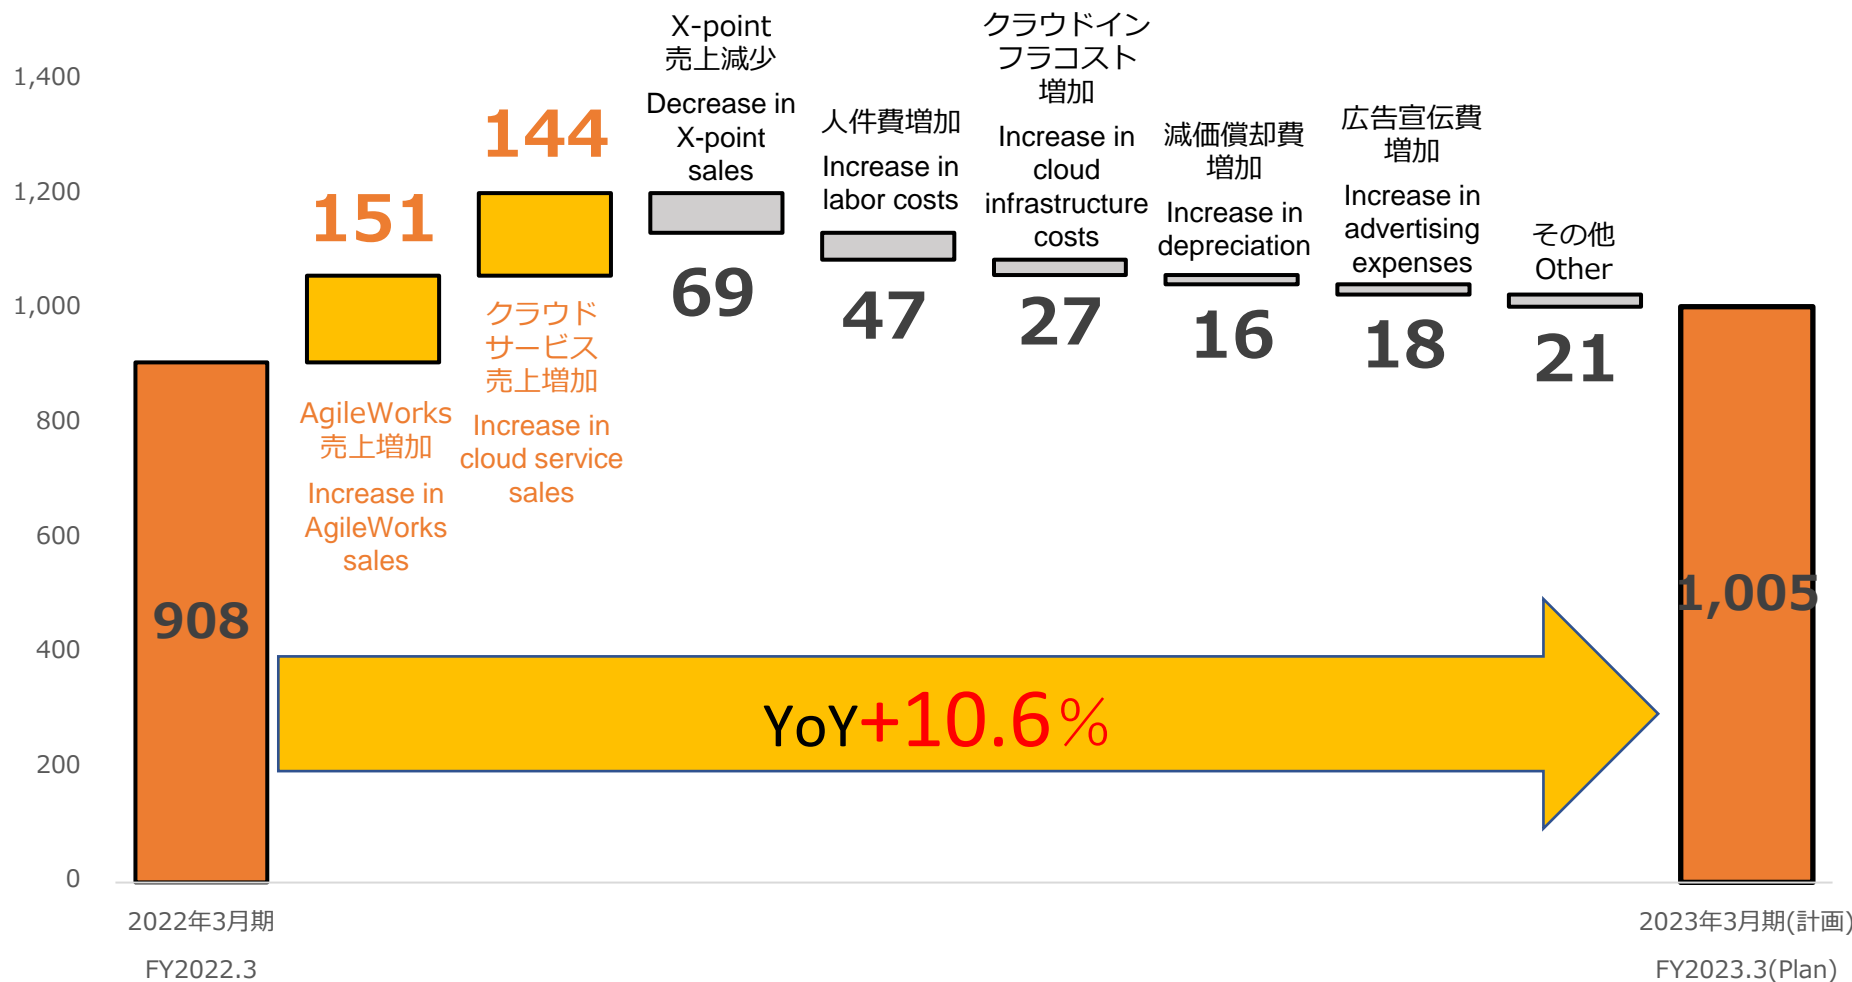 1,400
1,200
1,000
800
600
400
200
0
908
151
AgileWorks
売上増加
Increase in
AgileWorks
sales
144
クラウド
サービス
売上増加
Increase in
cloud service
sales
X-point
売上減少
Decrease in
X-point
sales
69
人件費増加
Increase in
labor costs
47
クラウドイン
フラコスト
増加
Increase in
cloud
infrastructure
costs
27
減価償却費
増加
Increase in
depreciation
16
広告宣伝費
増加
Increase in
advertising
expenses
18
その他
Other
21
1,005
YoY+10.6％
2022年3月期
FY2022.3
2023年3月期(計画)
FY2023.3(Plan)